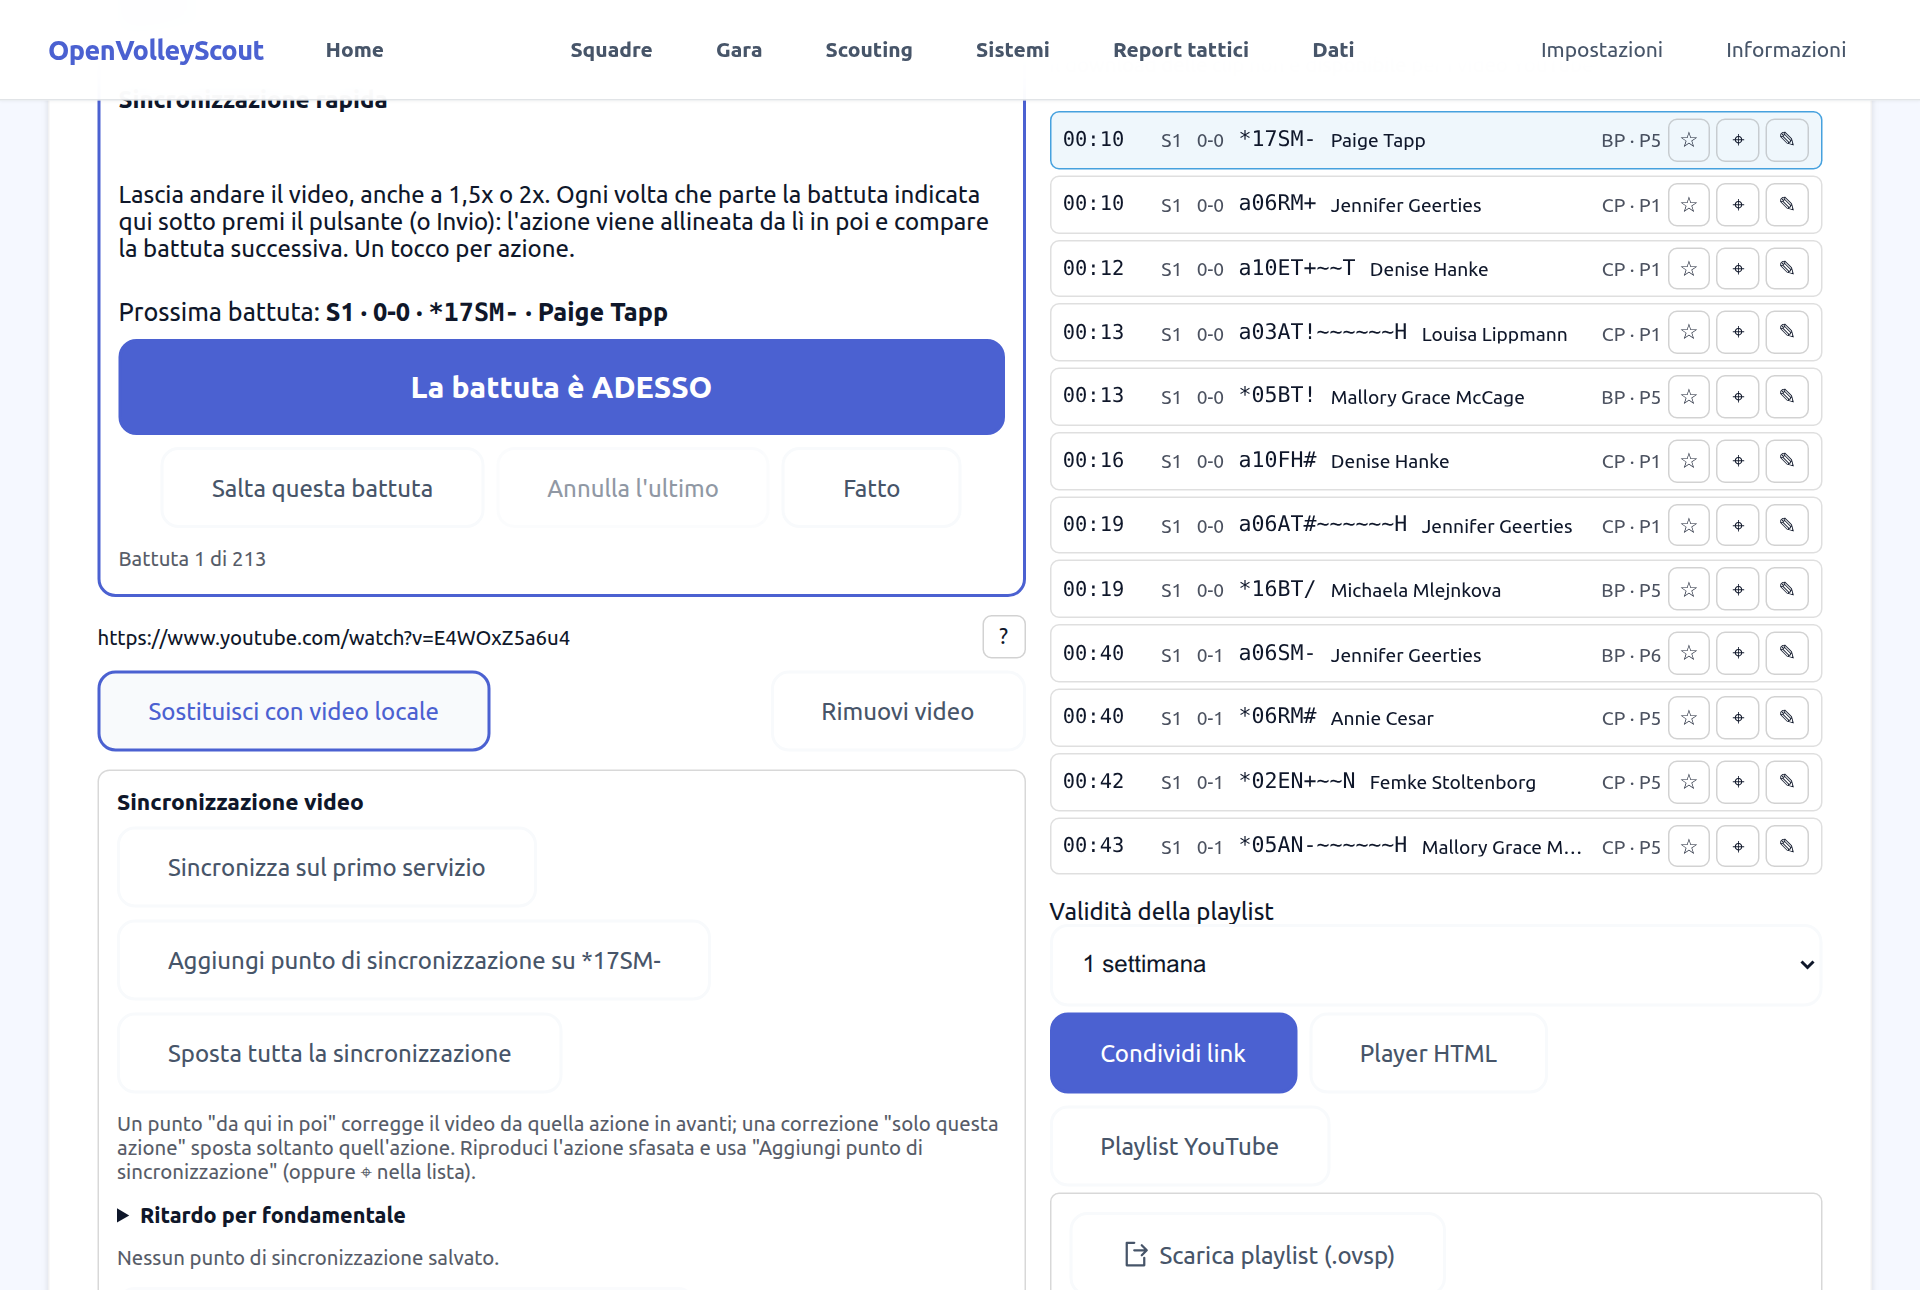 OpenVolleyScout Home Squadre Gara Scouting Sistemi Report tattici Dati Impostazioni Informazioni
Sincronizzazione rapida
Lascia andare il video, anche a 1,5x o 2x. Ogni volta che parte la battuta indicata
qui sotto premi il pulsante (o Invio): l'azione viene allineata da lì in poi e compare
la battuta successiva. Un tocco per azione.
Prossima battuta: S1 · 0-0 · *17SM- · Paige Tapp
La battuta è ADESSO
Salta questa battuta Annulla l'ultimo Fatto
Battuta 1 di 213
https://www.youtube.com/watch?v=E4WOxZ5a6u4 ?
Sostituisci con video locale Rimuovi video
Sincronizzazione video
Sincronizza sul primo servizio
Aggiungi punto di sincronizzazione su *17SM-
Sposta tutta la sincronizzazione
Un punto "da qui in poi" corregge il video da quella azione in avanti; una correzione "solo questa
azione" sposta soltanto quell'azione. Riproduci l'azione sfasata e usa "Aggiungi punto di
sincronizzazione" (oppure ⌖ nella lista).
▶ Ritardo per fondamentale
Nessun punto di sincronizzazione salvato.
00:10 S1 0-0 *17SM- Paige Tapp BP · P5 ☆ ⌖ ✎
00:10 S1 0-0 a06RM+ Jennifer Geerties CP · P1 ☆ ⌖ ✎
00:12 S1 0-0 a10ET+~~T Denise Hanke CP · P1 ☆ ⌖ ✎
00:13 S1 0-0 a03AT!~~~~~~H Louisa Lippmann CP · P1 ☆ ⌖ ✎
00:13 S1 0-0 *05BT! Mallory Grace McCage BP · P5 ☆ ⌖ ✎
00:16 S1 0-0 a10FH# Denise Hanke CP · P1 ☆ ⌖ ✎
00:19 S1 0-0 a06AT#~~~~~~H Jennifer Geerties CP · P1 ☆ ⌖ ✎
00:19 S1 0-0 *16BT/ Michaela Mlejnkova BP · P5 ☆ ⌖ ✎
00:40 S1 0-1 a06SM- Jennifer Geerties BP · P6 ☆ ⌖ ✎
00:40 S1 0-1 *06RM# Annie Cesar CP · P5 ☆ ⌖ ✎
00:42 S1 0-1 *02EN+~~N Femke Stoltenborg CP · P5 ☆ ⌖ ✎
00:43 S1 0-1 *05AN-~~~~~~H Mallory Grace M... CP · P5 ☆ ⌖ ✎
Validità della playlist
1 settimana
Condividi link Player HTML
Playlist YouTube
Scarica playlist (.ovsp)